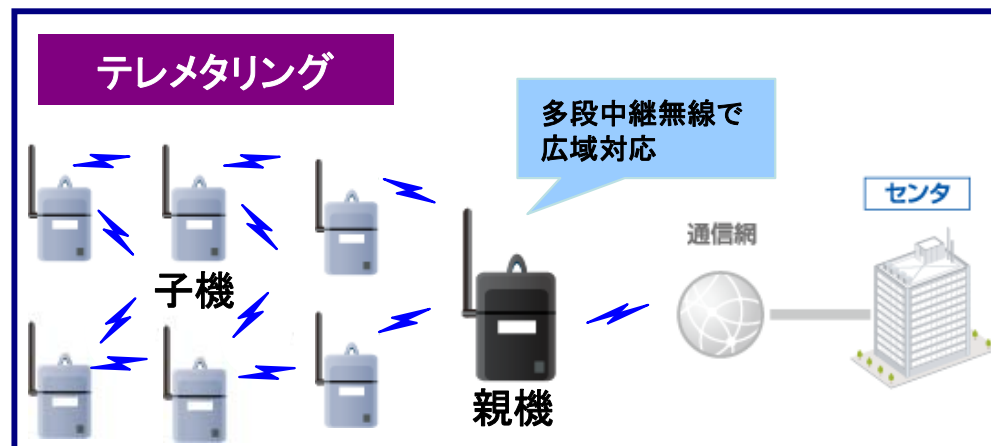 テレメタリング
多段中継無線で
広域対応
センタ
通信網
子機
親機